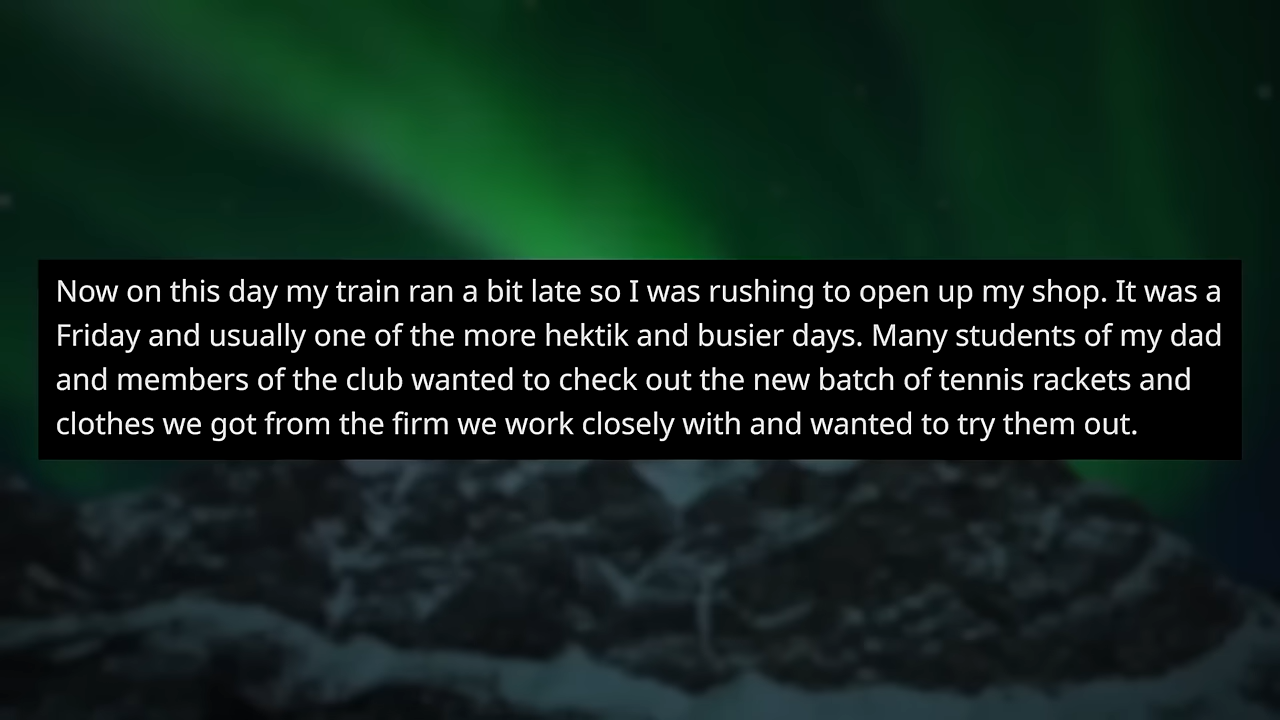 Now on this day my train ran a bit late so I was rushing to open up my shop. It was a
Friday and usually one of the more hektik and busier days. Many students of my dad
and members of the club wanted to check out the new batch of tennis rackets and
clothes we got from the firm we work closely with and wanted to try them out.